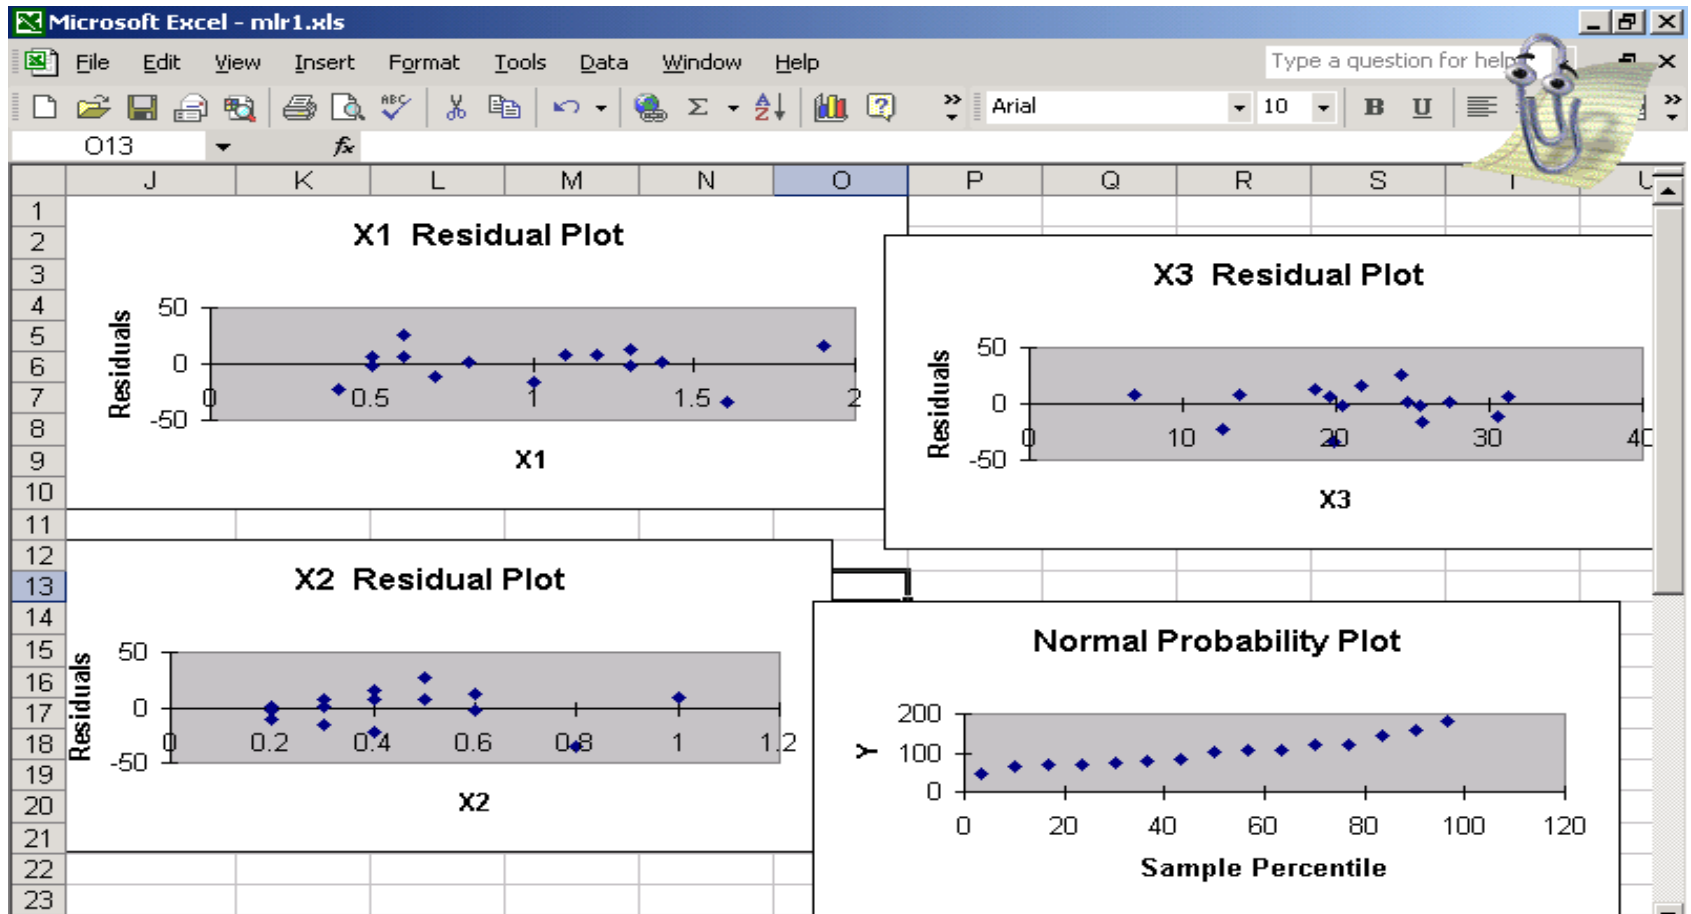 Microsoft Excel - mlr1.xls
File Edit View Insert Format Tools Data Window Help Type a question for help
Arial 10 B U
O13 fx
J K L M N O P Q R S
1
2
3
4
5
6
7
8
9
10
11
12
13
14
15
16
17
18
19
20
21
22
23
X1 Residual Plot
Residuals
50
0
-50
0 0.5 1 1.5 2
X1
X3 Residual Plot
Residuals
50
0
-50
0 10 20 30 40
X3
X2 Residual Plot
Residuals
50
0
-50
0 0.2 0.4 0.6 0.8 1 1.2
X2
Normal Probability Plot
Y
200
100
0
0 20 40 60 80 100 120
Sample Percentile